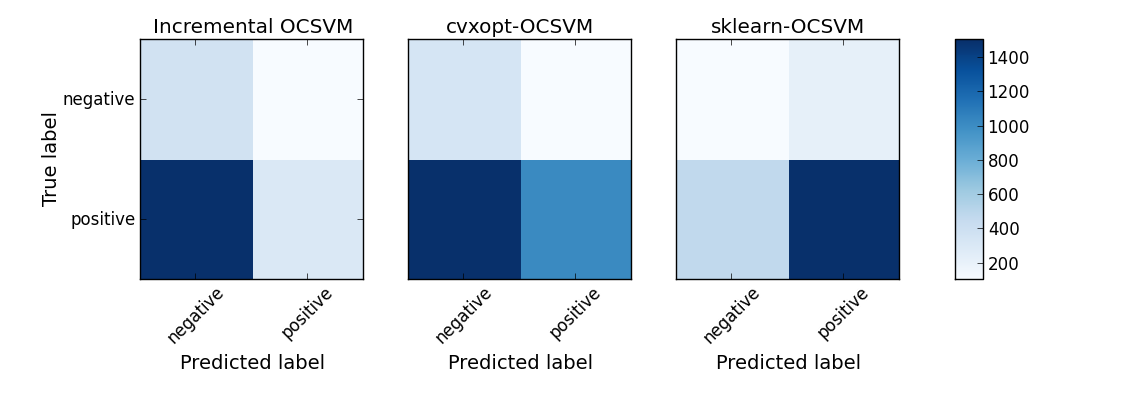 Incremental OCSVM
cvxopt-OCSVM
sklearn-OCSVM
True label
negative
positive
negative
positive
Predicted label
negative
positive
Predicted label
negative
positive
Predicted label
1400
1200
1000
800
600
400
200